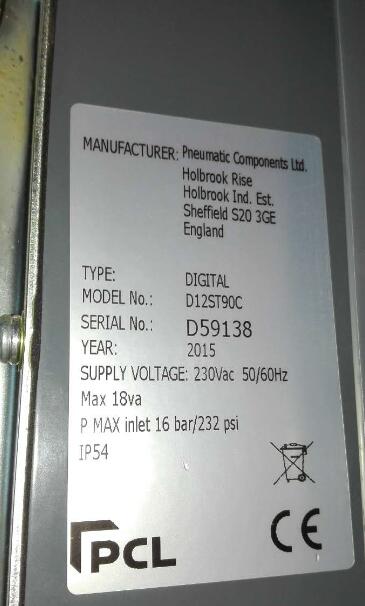 MANUFACTURER: Pneumatic Components Ltd.
Holbrook Rise
Holbrook Ind. Est.
Sheffield S20 3GE
England
TYPE: DIGITAL
MODEL No.: D12ST90C
SERIAL No.: D59138
YEAR: 2015
SUPPLY VOLTAGE: 230Vac 50/60Hz
Max 18va
P MAX inlet 16 bar/232 psi
IP54
PCL CE